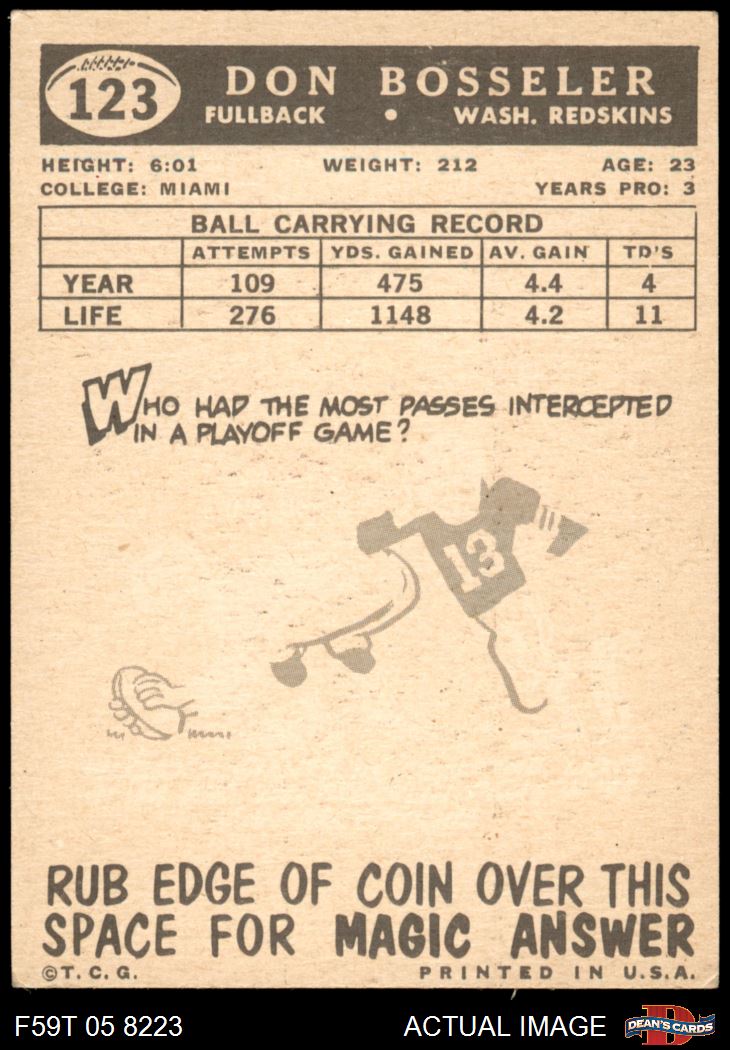 123
DON BOSSELER
FULLBACK • WASH. REDSKINS
HEIGHT: 6:01 WEIGHT: 212 AGE: 23
COLLEGE: MIAMI YEARS PRO: 3
BALL CARRYING RECORD
ATTEMPTS YDS. GAINED AV. GAIN TD'S
YEAR 109 475 4.4 4
LIFE 276 1148 4.2 11
WHO HAD THE MOST PASSES INTERCEPTED
IN A PLAYOFF GAME?
13
RUB EDGE OF COIN OVER THIS
SPACE FOR MAGIC ANSWER
©T.C.G. PRINTED IN U.S.A.
F59T 05 8223 ACTUAL IMAGE D DEAN'S CARDS